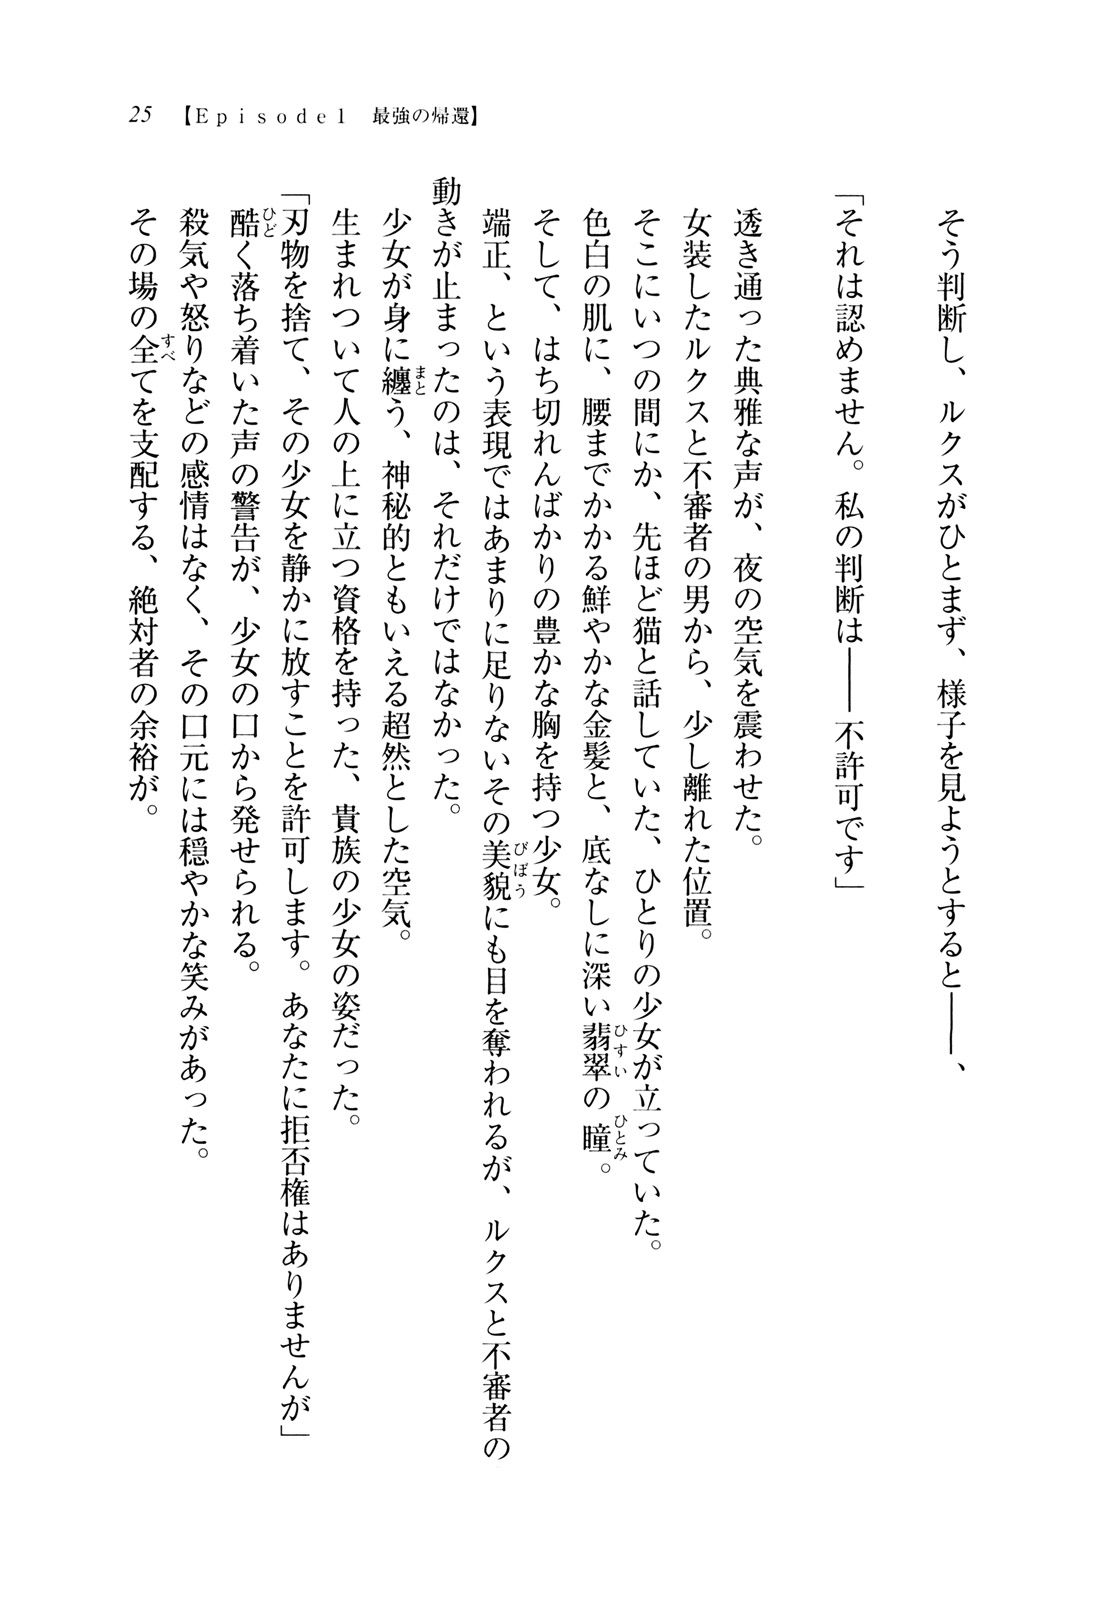 25 【Episode1　最強の帰還】
そう判断し、ルクスがひとまず、様子を見ようとすると――、
「それは認めません。私の判断は――不許可です」
透き通った典雅な声が、夜の空気を震わせた。
女装したルクスと不審者の男から、少し離れた位置。
そこにいつの間にか、先ほど猫と話していた、ひとりの少女が立っていた。
色白の肌に、腰までかかる鮮やかな金髪と、底なしに深い翡翠の瞳。
そして、はち切れんばかりの豊かな胸を持つ少女。
端正、という表現ではあまりに足りないその美貌にも目を奪われるが、ルクスと不審者の
動きが止まったのは、それだけではなかった。
少女が身に纏う、神秘的ともいえる超然とした空気。
生まれついて人の上に立つ資格を持った、貴族の少女の姿だった。
「刃物を捨て、その少女を静かに放すことを許可します。あなたに拒否権はありませんが」
酷く落ち着いた声の警告が、少女の口から発せられる。
殺気や怒りなどの感情はなく、その口元には穏やかな笑みがあった。
その場の全てを支配する、絶対者の余裕が。